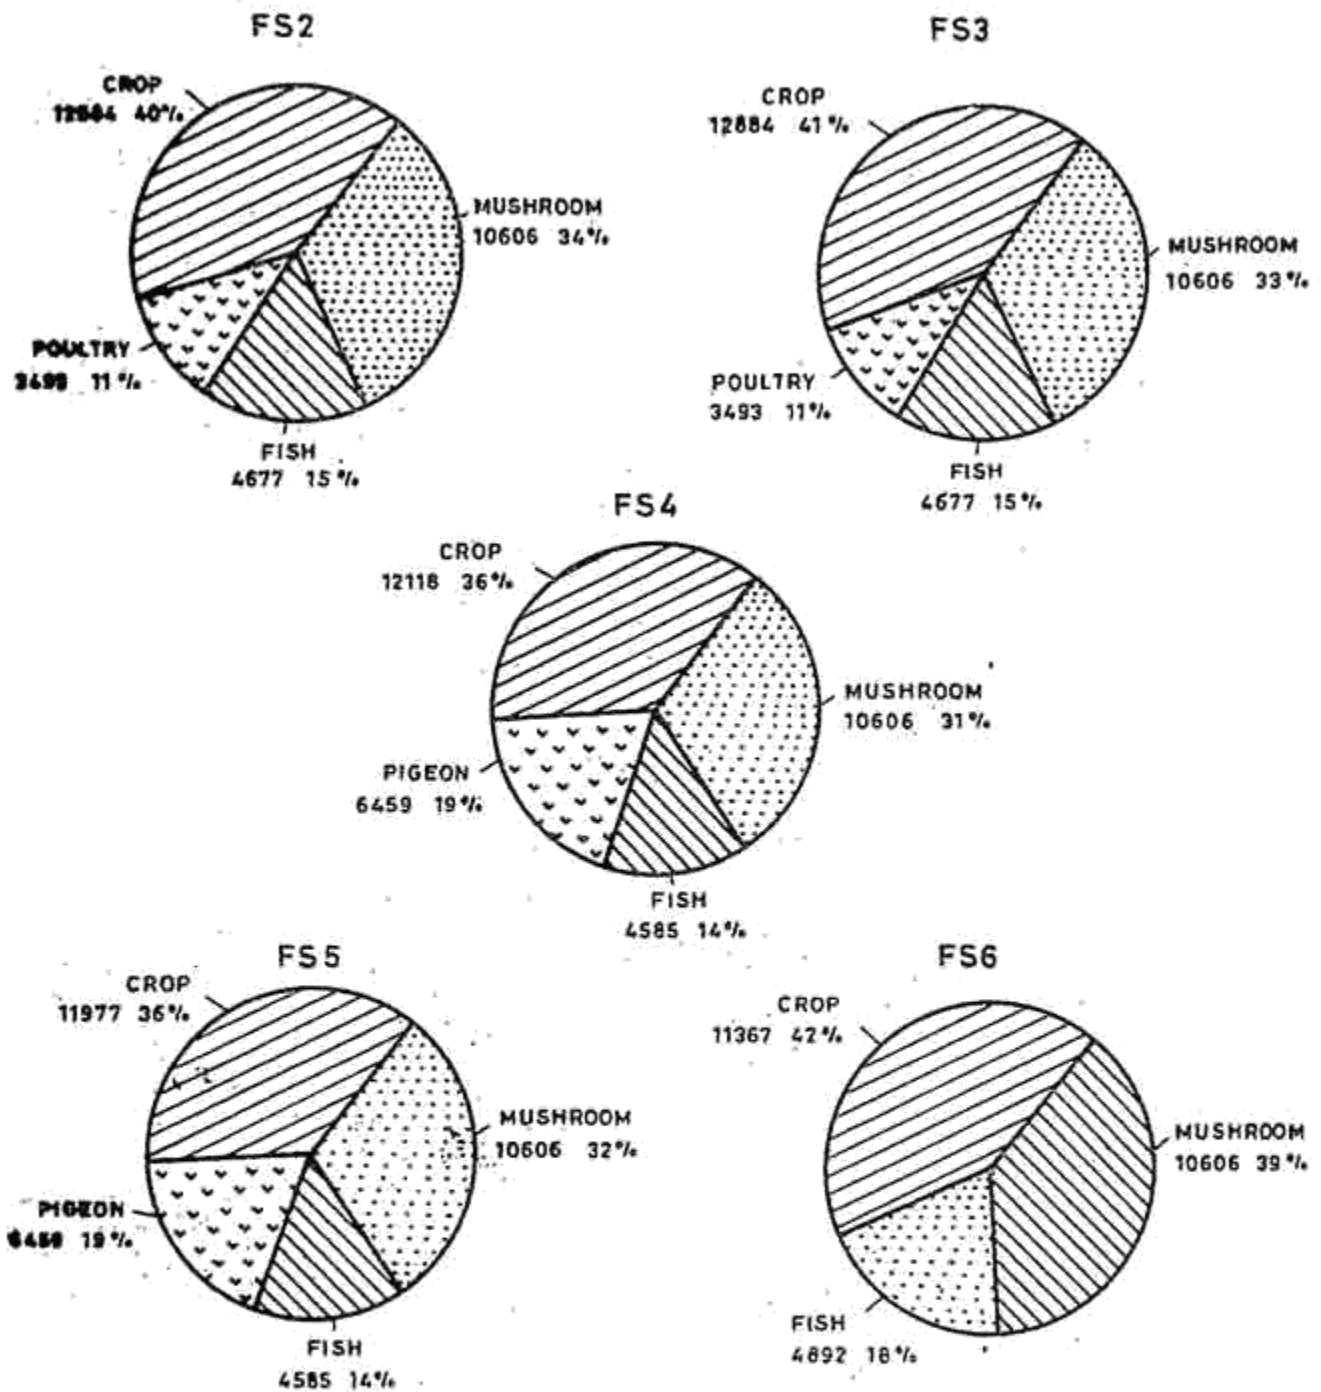 FS2
CROP
12584 40%
MUSHROOM
10606 34%
POULTRY
3493 11%
FISH
4677 15%
FS3
CROP
12884 41%
MUSHROOM
10606 33%
POULTRY
3493 11%
FISH
4677 15%
FS4
CROP
12118 36%
MUSHROOM
10606 31%
PIGEON
6459 19%
FISH
4585 14%
FS5
CROP
11977 36%
MUSHROOM
10606 32%
PIGEON
6459 19%
FISH
4585 14%
FS6
CROP
11367 42%
MUSHROOM
10606 39%
FISH
4892 18%